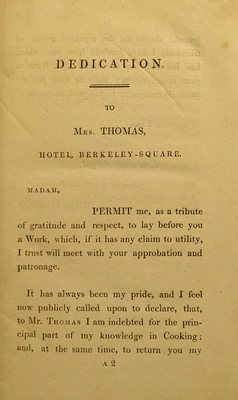 DEDICATION.
TO
MRS. THOMAS,
HOTEL, BERKELEY-SQUARE.
MADAM,
PERMIT me, as a tribute
of gratitude and respect, to lay before you
a Work, which, if it has any claim to utility,
I trust will meet with your approbation and
patronage.
It has always been my pride, and I feel
now publicly called upon to declare, that,
to Mr. THOMAS I am indebted for the prin-
cipal part of my knowledge in Cooking;
and, at the same time, to return you my
A 2